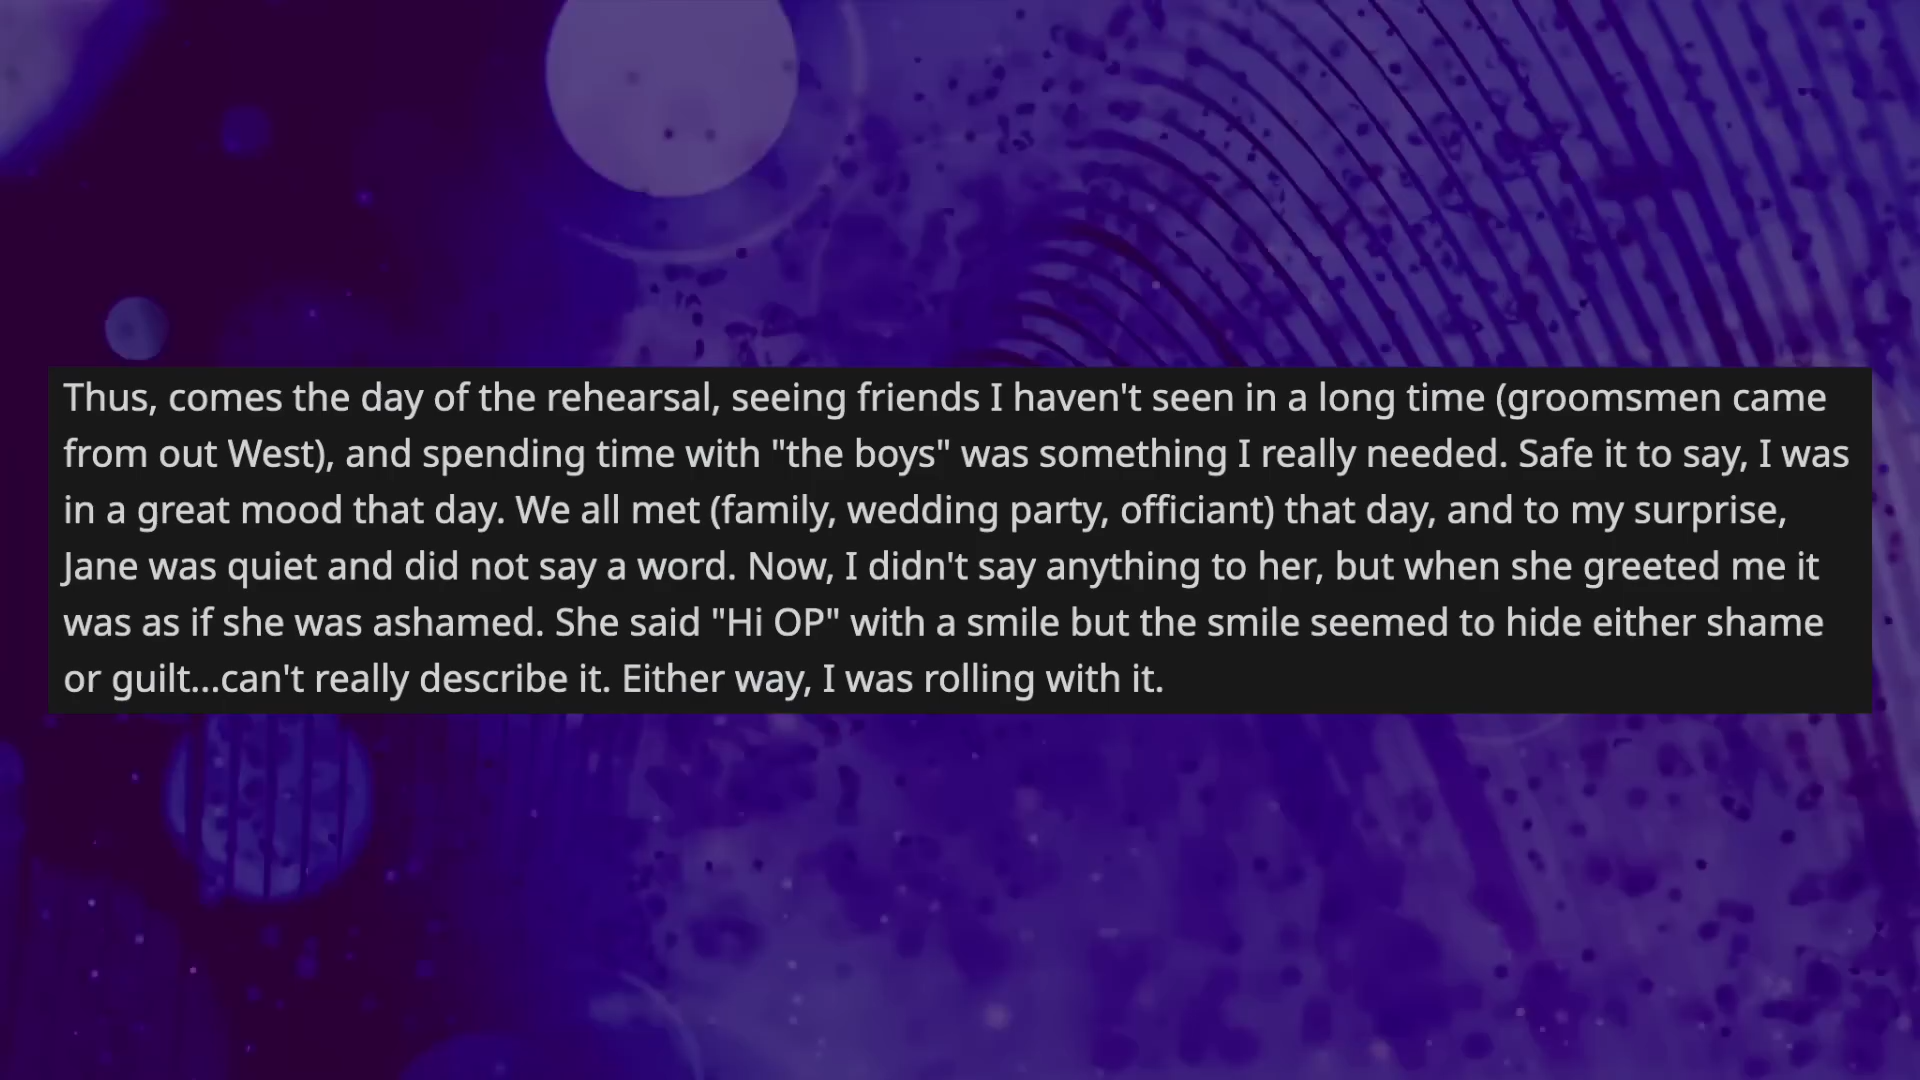 Thus, comes the day of the rehearsal, seeing friends I haven't seen in a long time (groomsmen came
from out West), and spending time with "the boys" was something I really needed. Safe it to say, I was
in a great mood that day. We all met (family, wedding party, officiant) that day, and to my surprise,
Jane was quiet and did not say a word. Now, I didn't say anything to her, but when she greeted me it
was as if she was ashamed. She said "Hi OP" with a smile but the smile seemed to hide either shame
or guilt...can't really describe it. Either way, I was rolling with it.